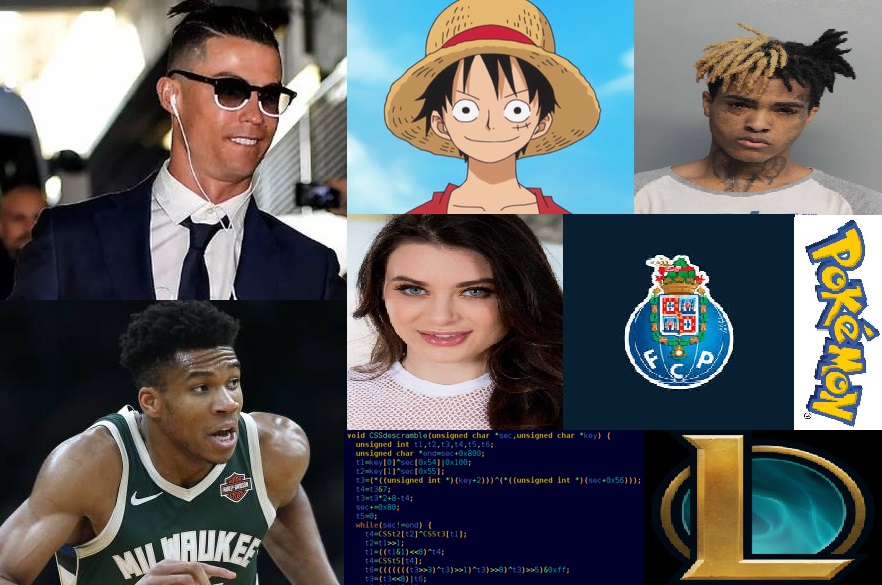 FCP
POKéMON
HARLEY-DAVIDSON
MILWAUKEE
void CSSdescramble(unsigned char *sec,unsigned char *key) {
unsigned int t1,t2,t3,t4,t5,t6;
unsigned char *end=sec+0x800;
t1=key[0]^sec[0x54]|0x100;
t2=key[1]^sec[0x55];
t3=(*((unsigned int *)(key+2)))^(*((unsigned int *)(sec+0x56)));
t4=t3&7;
t3=t3*2+8-t4;
sec+=0x80;
t5=0;
while(sec!=end) {
t4=CSSt2[t2]^CSSt3[t1];
t2=t1>>1;
t1=((t1&1)<<8)^t4;
t4=CSSt5[t4];
t6=(((((((t3>>3)^t3)>>1)^t3)>>8)^t3)>>5)&0xff;
t3=(t3<<8)|t6;
L